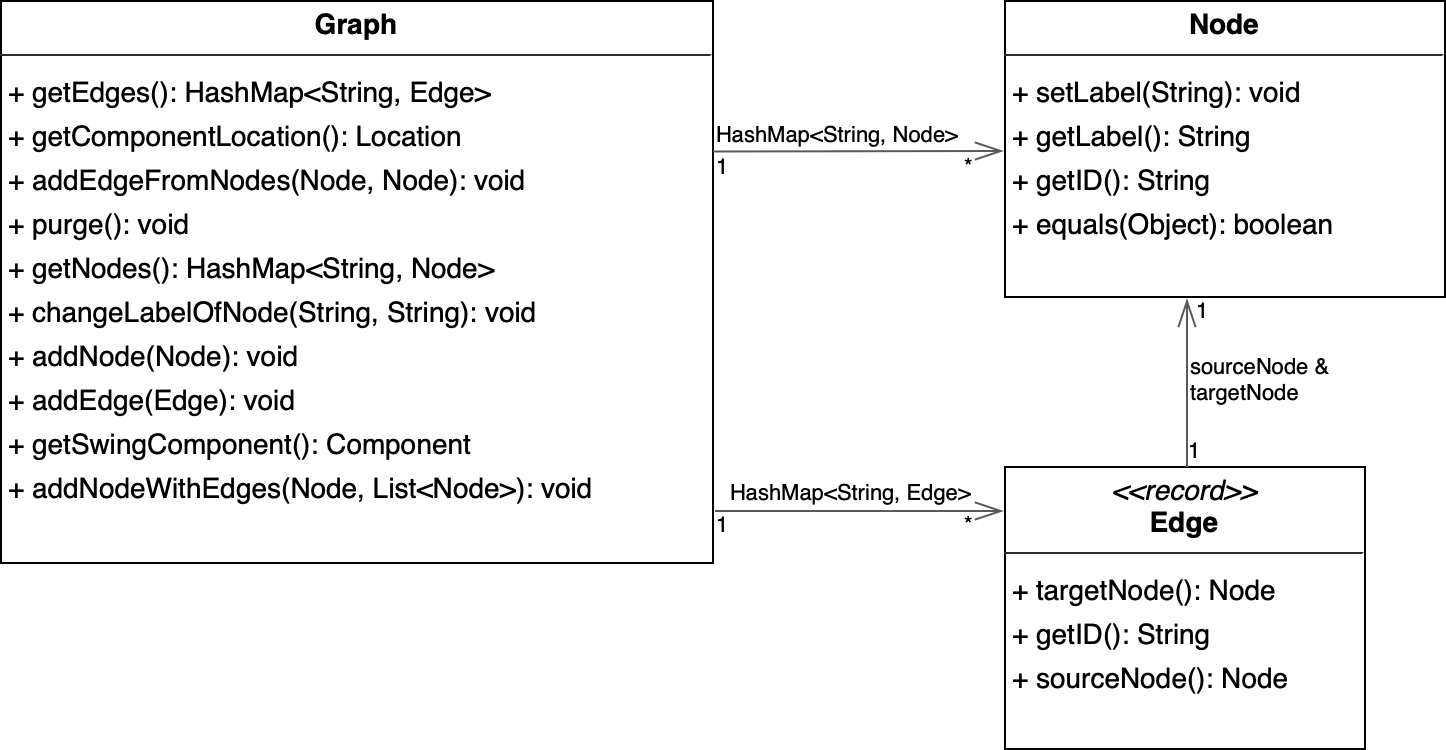 Graph
+ getEdges(): HashMap<String, Edge>
+ getComponentLocation(): Location
+ addEdgeFromNodes(Node, Node): void
+ purge(): void
+ getNodes(): HashMap<String, Node>
+ changeLabelOfNode(String, String): void
+ addNode(Node): void
+ addEdge(Edge): void
+ getSwingComponent(): Component
+ addNodeWithEdges(Node, List<Node>): void
HashMap<String, Node>
1
*
Node
+ setLabel(String): void
+ getLabel(): String
+ getID(): String
+ equals(Object): boolean
1
sourceNode &
targetNode
1
HashMap<String, Edge>
1
*
<<record>>
Edge
+ targetNode(): Node
+ getID(): String
+ sourceNode(): Node